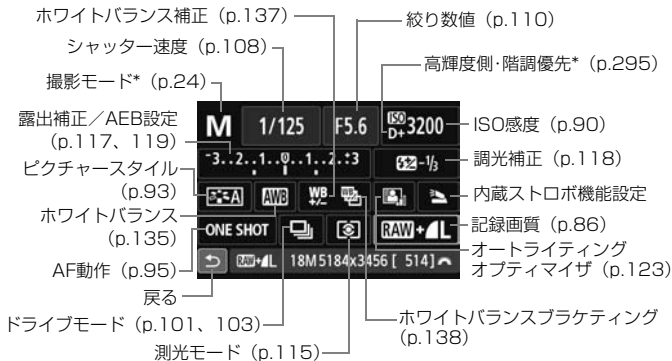 ホワイトバランス補正（p.137）
絞り数値（p.110）
シャッター速度（p.108）
高輝度側・階調優先*（p.295）
撮影モード*（p.24）
M 1/125 F5.6 ISO D+ 3200
ISO感度（p.90）
露出補正／AEB設定
（p.117、119）
-3..2..1..0..1..2..+3
-1/3
調光補正（p.118）
ピクチャースタイル
（p.93）
A AWB WB +/- WB
内蔵ストロボ機能設定
ホワイトバランス
（p.135）
ONE SHOT RAW+L
記録画質（p.86）
AF動作（p.95）
オートライティング
オプティマイザ（p.123）
RAW+L 18M 5184x3456 [ 514]
戻る
ドライブモード（p.101、103）
ホワイトバランスブラケティング
（p.138）
測光モード（p.115）